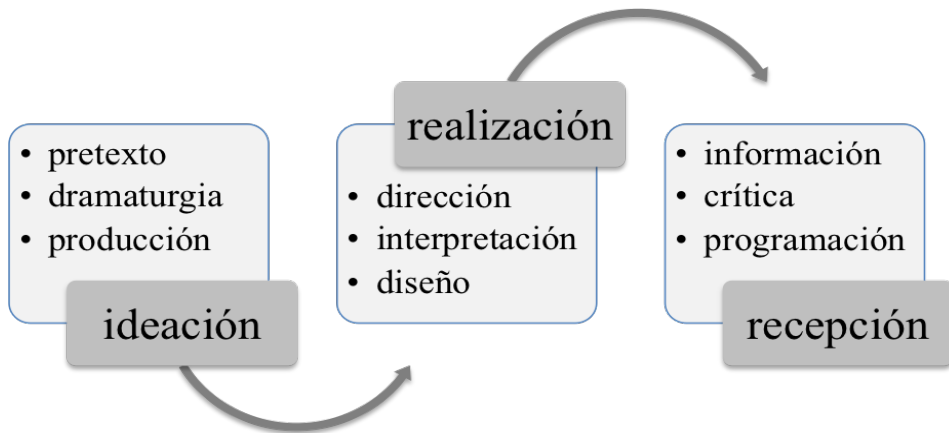 • pretexto
• dramaturgia
• producción
ideación
realización
• dirección
• interpretación
• diseño
• información
• crítica
• programación
recepción